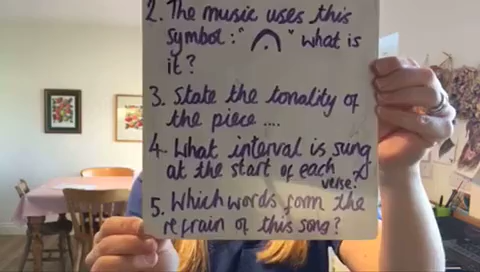 2. The music uses this
symbol: "𝄐" what is
it?
3. State the tonality of
the piece ....
4. What interval is sung
at the start of each
verse?
5. Which words form the
refrain of this song?